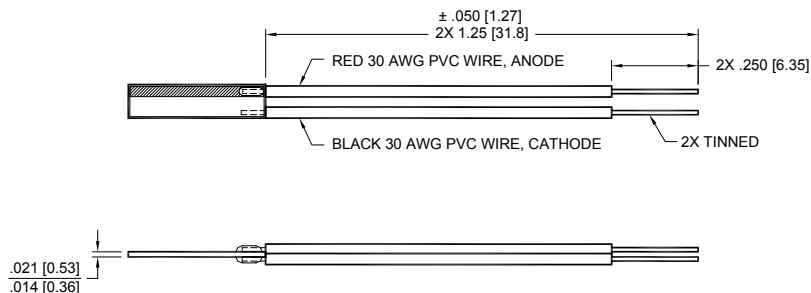 ± .050 [1.27]
2X 1.25 [31.8]
RED 30 AWG PVC WIRE, ANODE
2X .250 [6.35]
BLACK 30 AWG PVC WIRE, CATHODE
2X TINNED
.021 [0.53]
.014 [0.36]